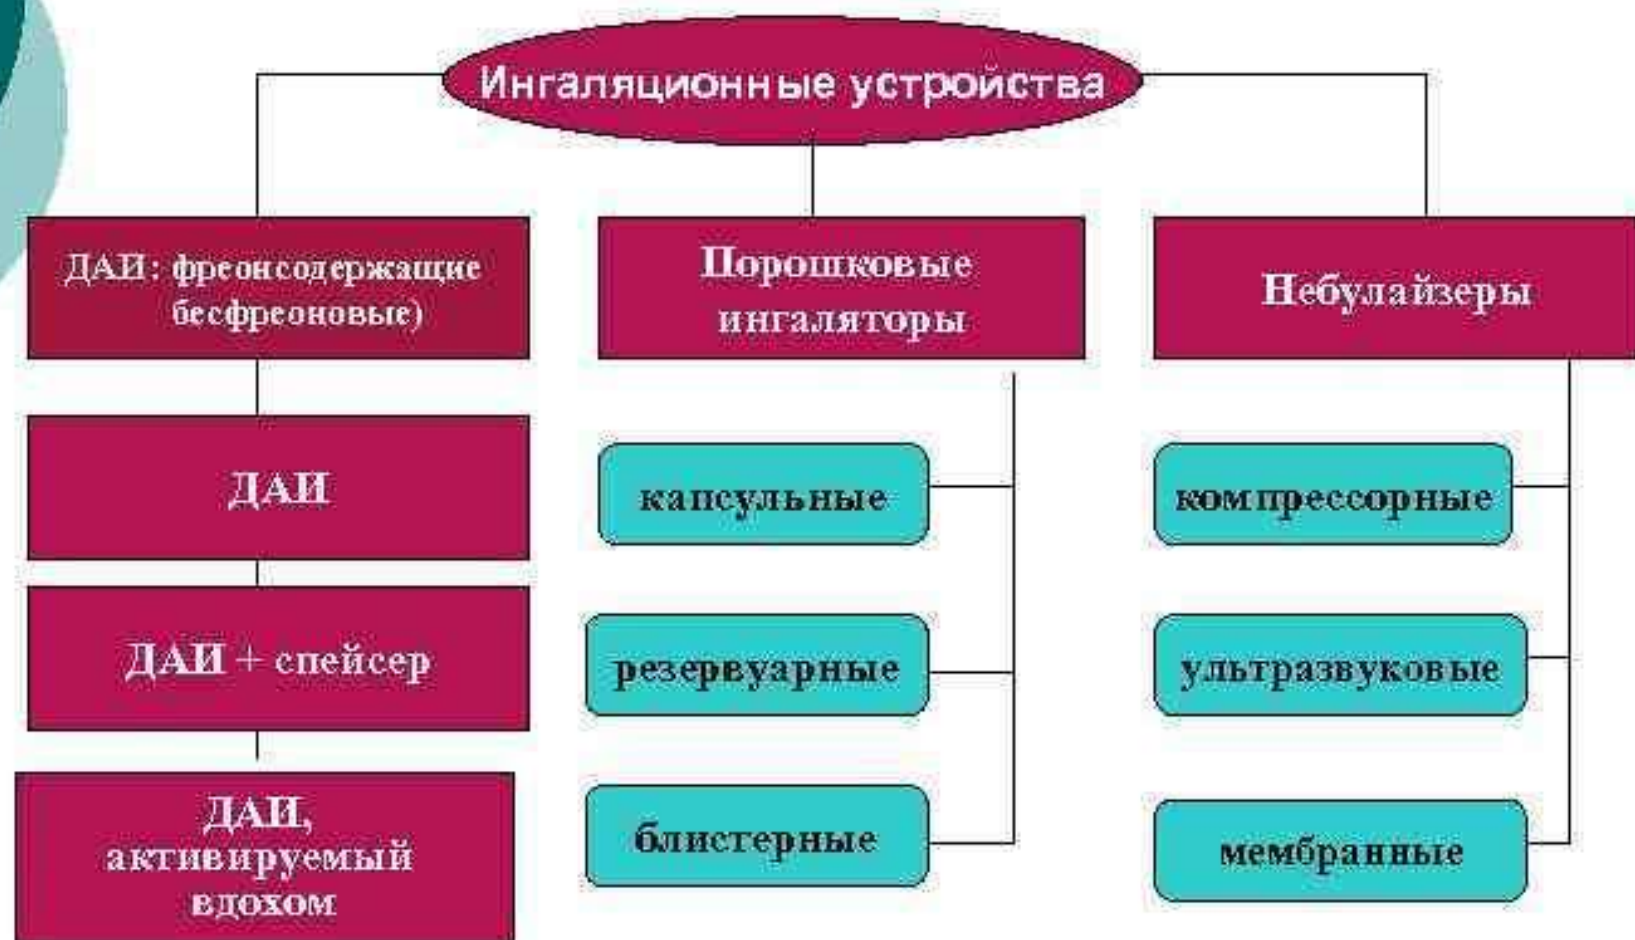 Ингаляционные устройства
ДАИ: фреонсодержащие
бесфреоновые)
ДАИ
ДАИ + спейсер
ДАИ,
активируемый
вдохом
Порошковые
ингаляторы
капсульные
резервуарные
блистерные
Небулайзеры
компрессорные
ультразвуковые
мембранные